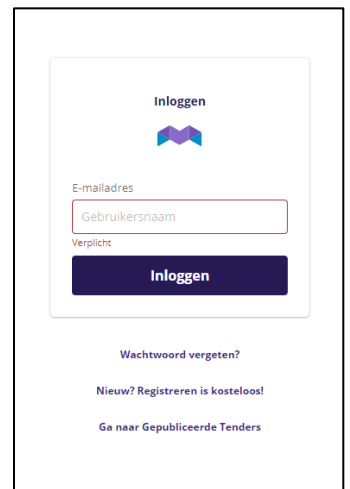 Inloggen
E-mailadres
Gebruikersnaam
Verplicht
Inloggen
Wachtwoord vergeten?
Nieuw? Registreren is kosteloos!
Ga naar Gepubliceerde Tenders